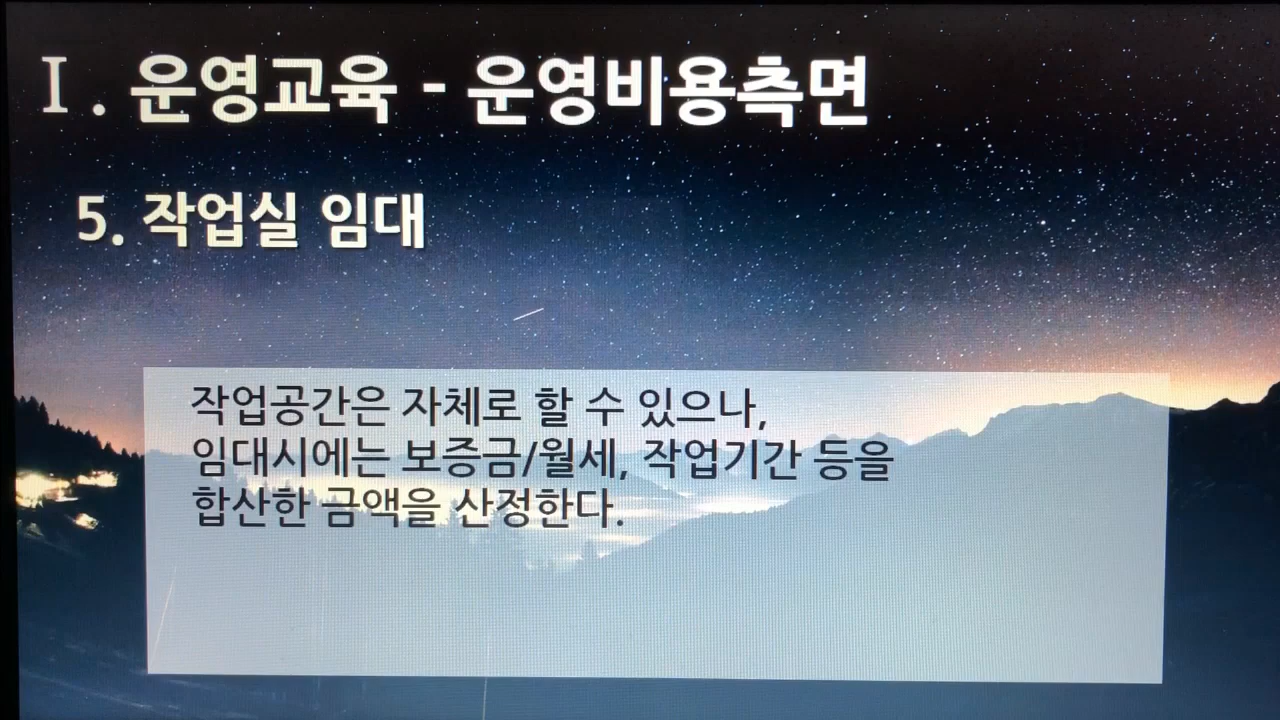 Ⅰ. 운영교육 - 운영비용측면
5. 작업실 임대
작업공간은 자체로 할 수 있으나,
임대시에는 보증금/월세, 작업기간 등을
합산한 금액을 산정한다.